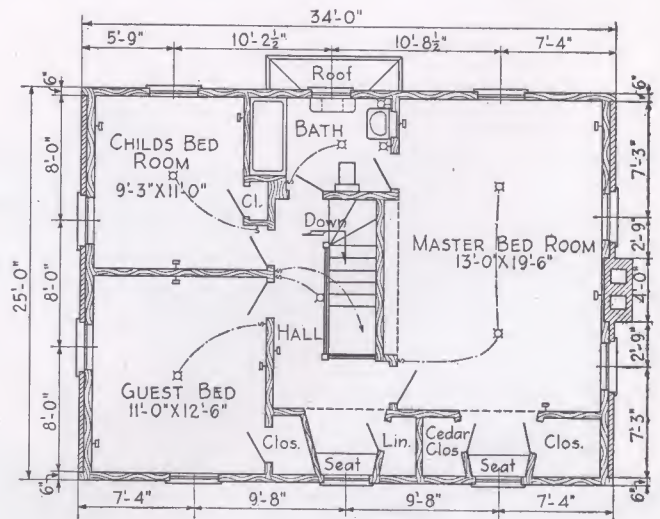 34'-0"
5'-9"
10'-2½"
10'-8½"
7'-4"
6"
6"
Roof
BATH
CHILDS BED
ROOM
9'-3"X11'-0"
Cl.
Down
MASTER BED ROOM
13'-0"X19'-6"
HALL
GUEST BED
11'-0"X12'-6"
Clos.
Lin.
Cedar
Clos.
Clos.
Seat
Seat
25'-0"
8'-0"
8'-0"
8'-0"
6"
7'-3"
2'-9"
4'-0"
2'-9"
7'-3"
6"
7'-4"
9'-8"
9'-8"
7'-4"